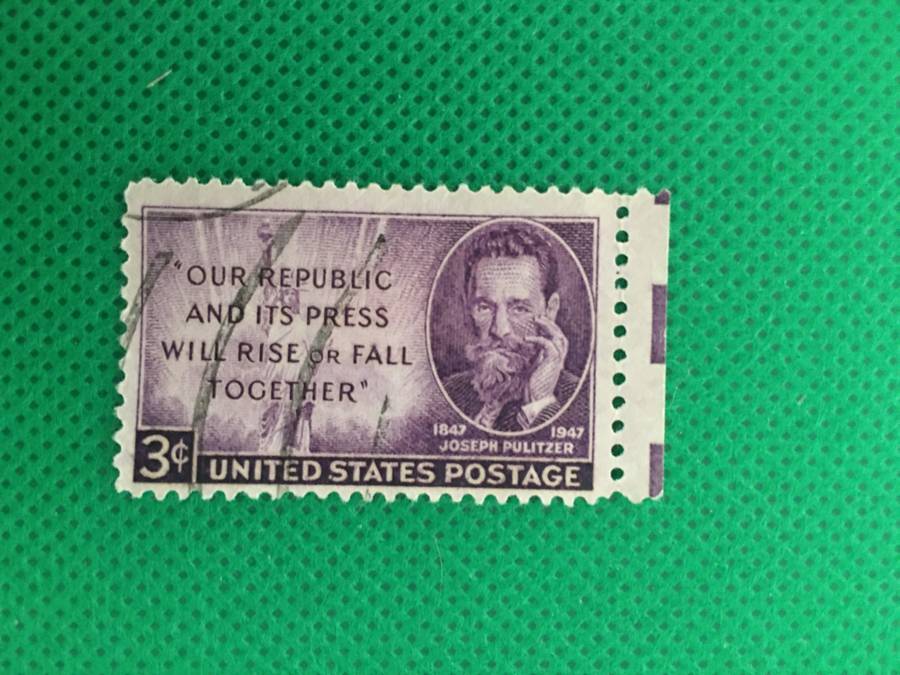 "OUR REPUBLIC
AND ITS PRESS
WILL RISE OR FALL
TOGETHER"
1847 1947
JOSEPH PULITZER
3¢ UNITED STATES POSTAGE